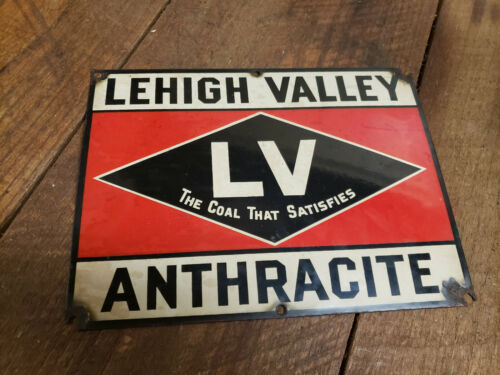 LEHIGH VALLEY
LV
THE COAL THAT SATISFIES
ANTHRACITE